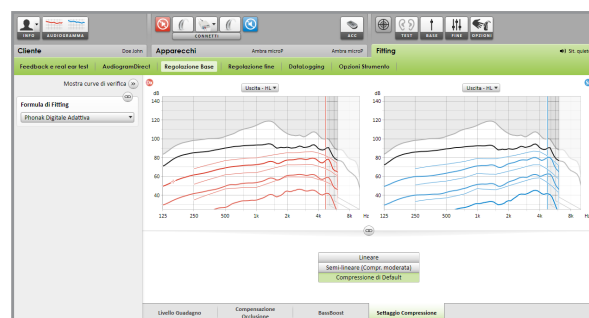 INFO AUDIOGRAMMA CONNETTI ACC TEST BASE FINE OPZIONI
Cliente Doe John Apparecchi Ambra microP Ambra microP Fitting Sit. quiete
Feedback e real ear test AudiogramDirect Regolazione Base Regolazione fine DataLogging Opzioni Strumento
Mostra curve di verifica
Formula di Fitting
Phonak Digitale Adattiva
Uscita - HL Uscita - HL
dB dB
140 140
120 120
100 100
80 80
60 60
40 40
125 250 500 1k 2k 4k 8k Hz 125 250 500 1k 2k 4k 8k Hz
Lineare
Semi-lineare (Compr. moderata)
Compressione di Default
Livello Guadagno Compensazione Occlusione BassBoost Settaggio Compressione